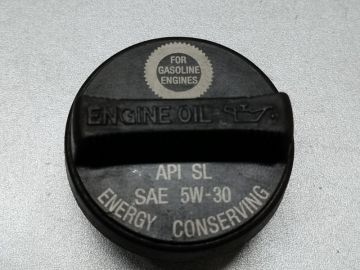 FOR
GASOLINE
ENGINES
ENGINE OIL
API SL
SAE 5W-30
ENERGY CONSERVING